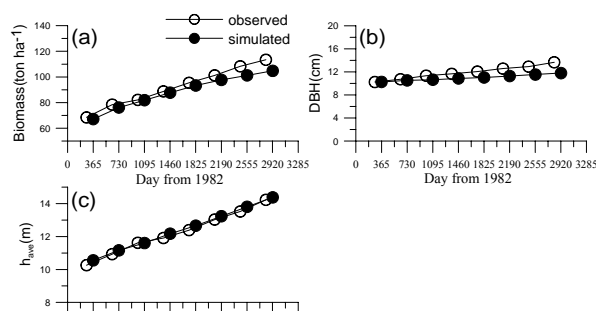 observed
simulated
(a)
140
120
100
80
60
Biomass(ton ha-1)
0 365 730 1095 1460 1825 2190 2555 2920 3285
Day from 1982
(b)
20
16
12
8
4
0
DBH(cm)
0 365 730 1095 1460 1825 2190 2555 2920 3285
Day from 1982
(c)
14
12
10
8
have(m)